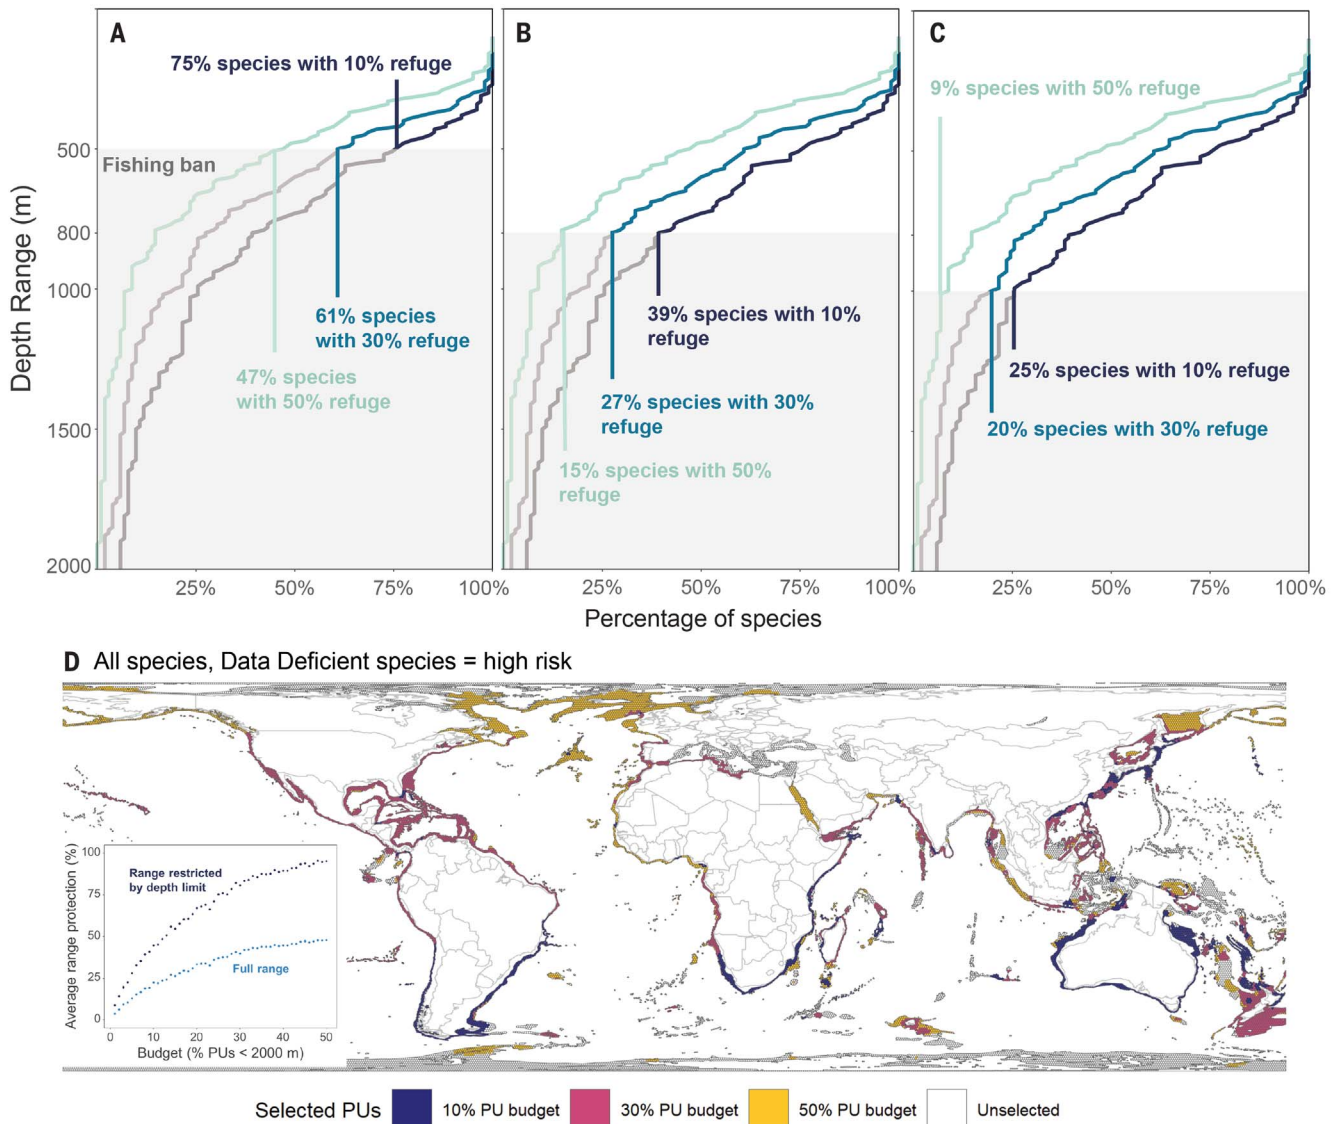 A
75% species with 10% refuge
Fishing ban
61% species
with 30% refuge
47% species
with 50% refuge
Depth Range (m)
500
800
1000
1500
2000
25%
50%
75%
100%
B
39% species with 10%
refuge
27% species with 30%
refuge
15% species with 50%
refuge
25%
50%
75%
100%
C
9% species with 50% refuge
25% species with 10% refuge
20% species with 30% refuge
25%
50%
75%
100%
Percentage of species
D All species, Data Deficient species = high risk
Average range protection (%)
100
75
50
25
0
Range restricted
by depth limit
Full range
0
10
20
30
40
50
Budget (% PUs < 2000 m)
Selected PUs
10% PU budget
30% PU budget
50% PU budget
Unselected